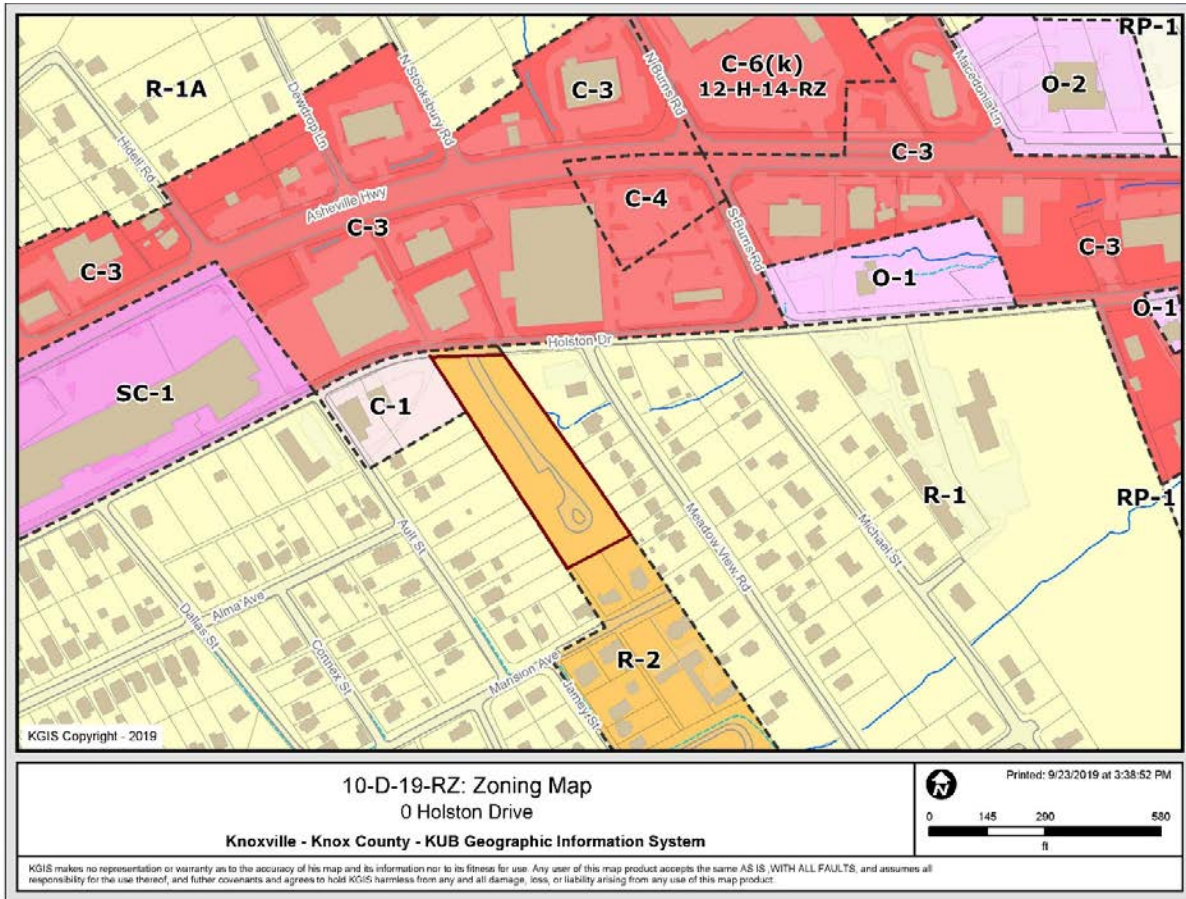 RP-1
R-1A
Hidell Rd
Dewdrop Ln
N Stooksbury Rd
C-3
N Burns Rd
C-6(k)
12-H-14-RZ
Macedonia Ln
O-2
C-3
Asheville Hwy
C-3
C-4
S Burns Rd
C-3
C-3
O-1
O-1
Holston Dr
SC-1
C-1
R-1
RP-1
Meadow View Rd
Michael St
Ault St
Alma Ave
Dallas St
Connex St
Mansion Ave
Jamey St
R-2
KGIS Copyright - 2019
10-D-19-RZ: Zoning Map
0 Holston Drive
Knoxville - Knox County - KUB Geographic Information System
N
Printed: 9/23/2019 at 3:38:52 PM
0 145 290 580
ft
KGIS makes no representation or warranty as to the accuracy of his map and its information nor to its fitness for use. Any user of this map product accepts the same AS IS ,WITH ALL FAULTS, and assumes all
responsibility for the use thereof, and futher covenants and agrees to hold KGIS harmless from any and all damage, loss, or liability arising from any use of this map product.